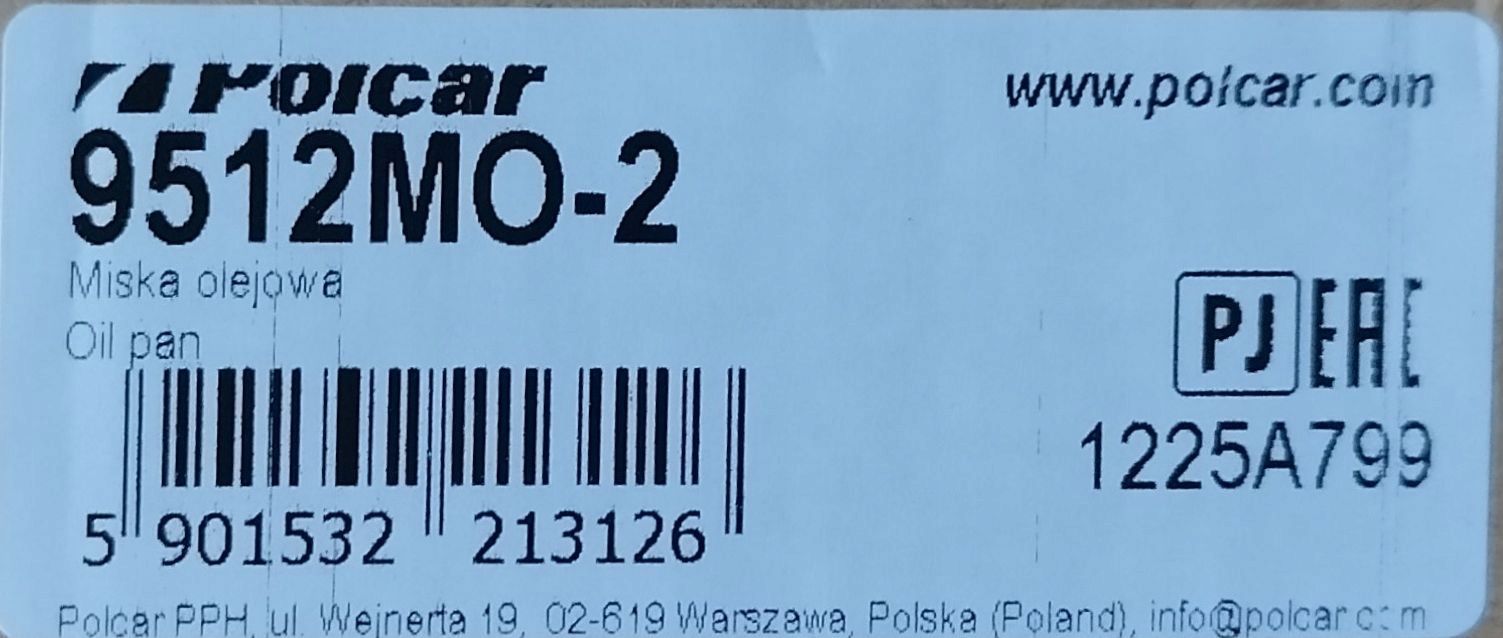 Polcar
www.polcar.com
9512MO-2
Miska olejowa
Oil pan
PJ EAC
1225A799
5 901532 213126
Polcar PPH, ul. Wejnerta 19, 02-619 Warszawa, Polska (Poland), info@polcar.com